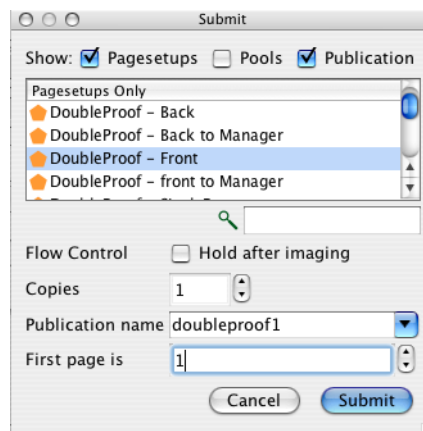 Submit
Show: Pagesetups Pools Publication
Pagesetups Only
DoubleProof – Back
DoubleProof – Back to Manager
DoubleProof – Front
DoubleProof – front to Manager
Flow Control Hold after imaging
Copies 1
Publication name doubleproof1
First page is 1
Cancel Submit